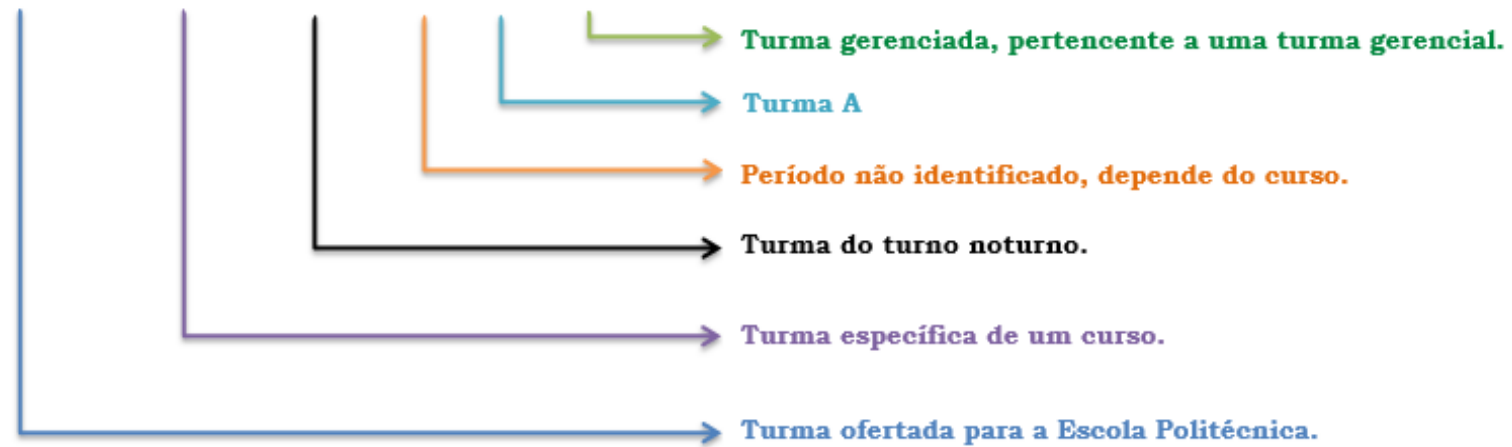 Turma gerenciada, pertencente a uma turma gerencial.
Turma A
Período não identificado, depende do curso.
Turma do turno noturno.
Turma específica de um curso.
Turma ofertada para a Escola Politécnica.